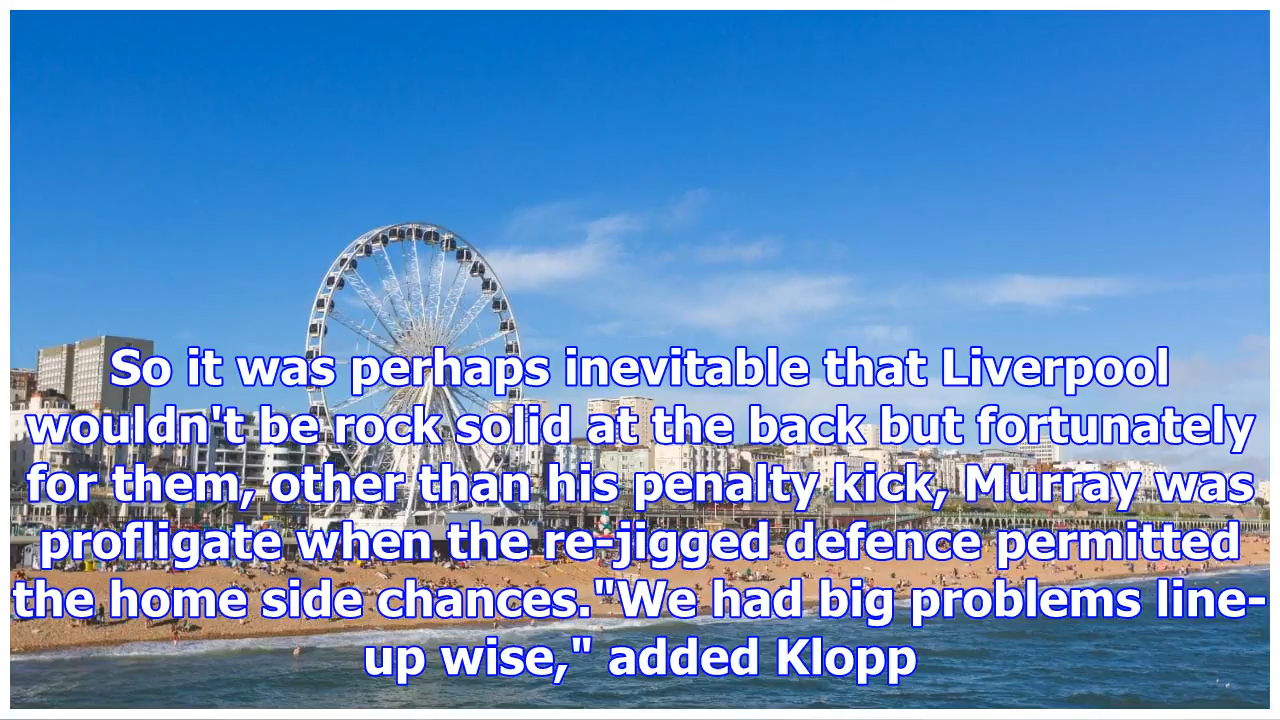 So it was perhaps inevitable that Liverpool
wouldn't be rock solid at the back but fortunately
for them, other than his penalty kick, Murray was
profligate when the re-jigged defence permitted
the home side chances."We had big problems line-
up wise," added Klopp